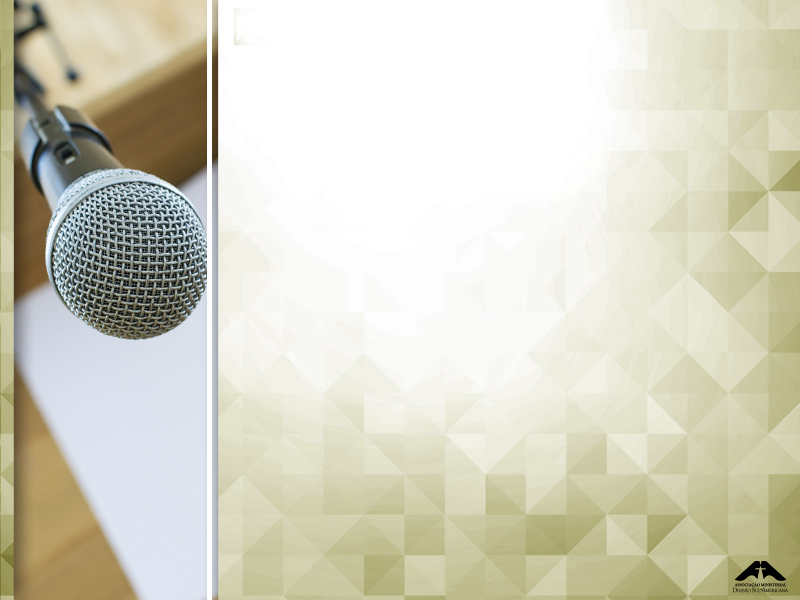 ASSOCIAÇÃO MINISTERIAL
DIVISÃO SUL-AMERICANA